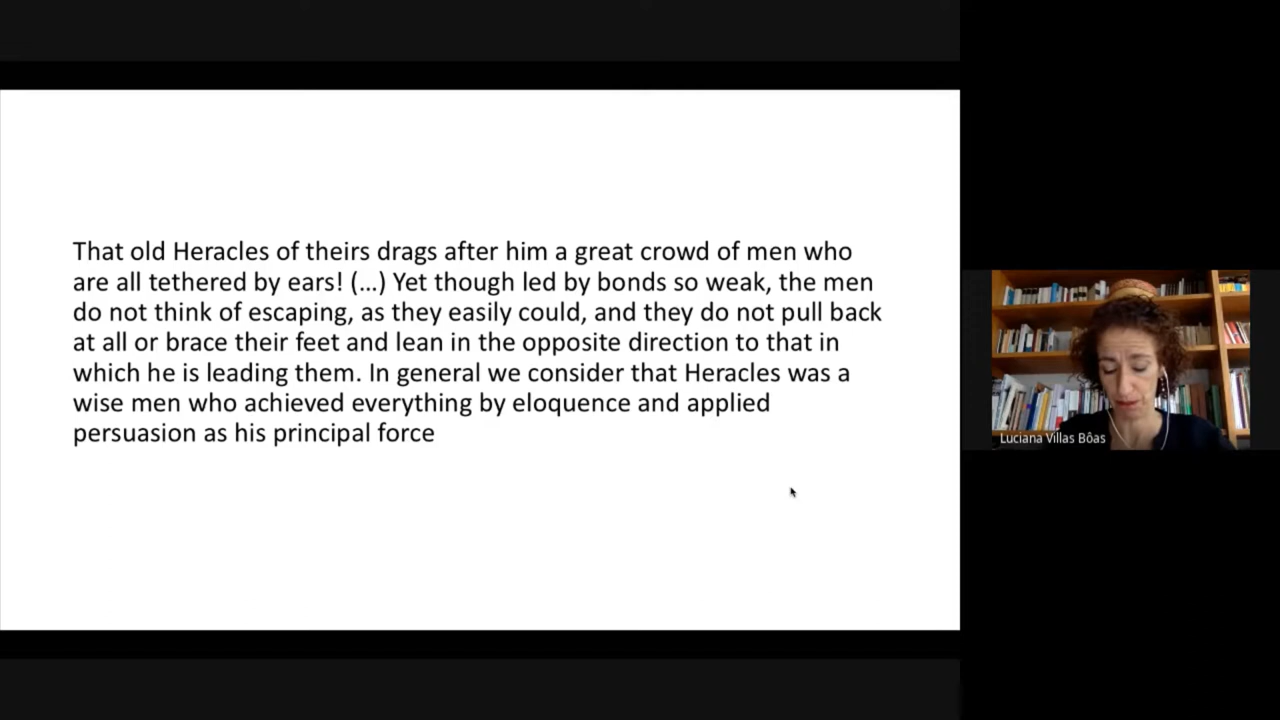 That old Heracles of theirs drags after him a great crowd of men who
are all tethered by ears! (…) Yet though led by bonds so weak, the men
do not think of escaping, as they easily could, and they do not pull back
at all or brace their feet and lean in the opposite direction to that in
which he is leading them. In general we consider that Heracles was a
wise men who achieved everything by eloquence and applied
persuasion as his principal force
Luciana Villas Bôas